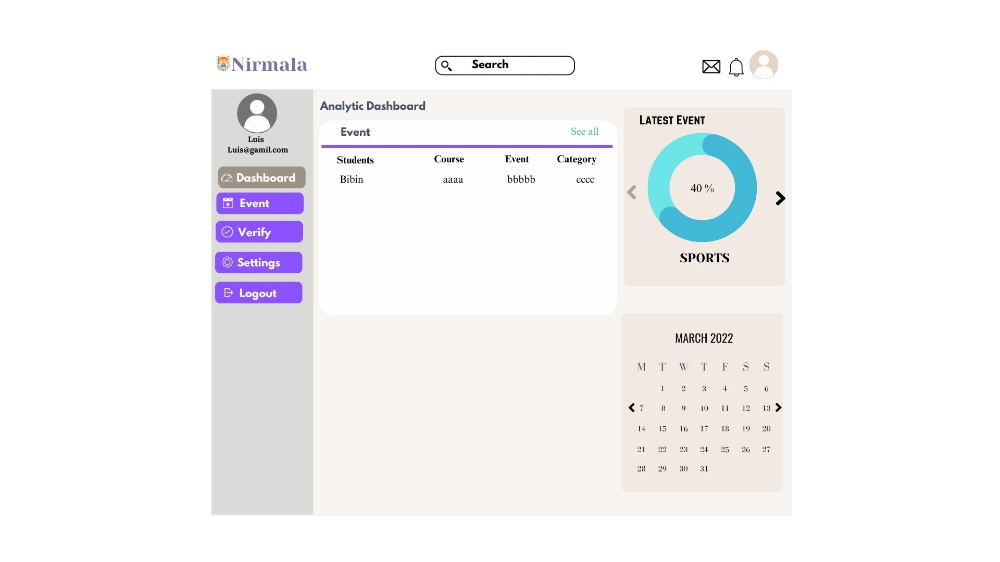 Nirmala
Search
Luis
Luis@gamil.com
Dashboard
Event
Verify
Settings
Logout
Analytic Dashboard
Event See all
Students Course Event Category
Bibin aaaa bbbbb cccc
LATEST EVENT
40 %
SPORTS
MARCH 2022
M T W T F S S
1 2 3 4 5 6
7 8 9 10 11 12 13
14 15 16 17 18 19 20
21 22 23 24 25 26 27
28 29 30 31